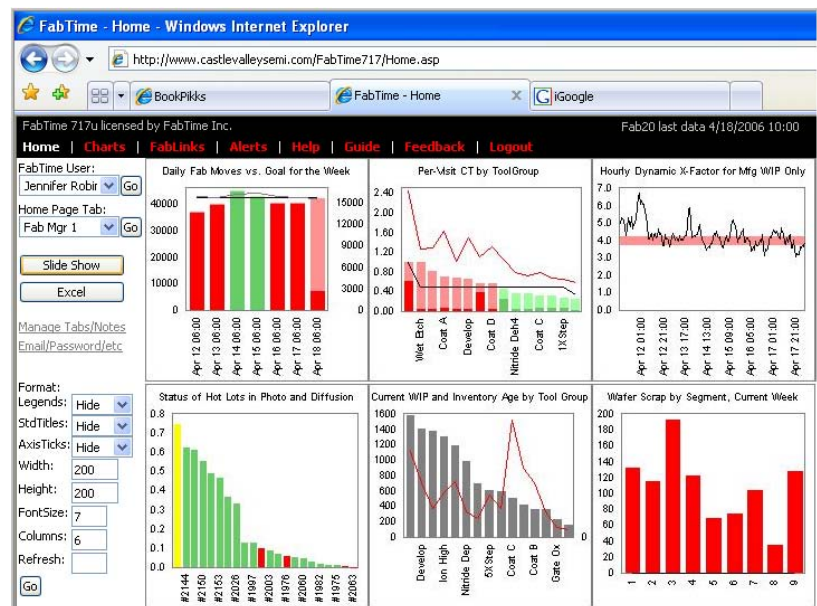 FabTime - Home - Windows Internet Explorer
http://www.castlevalleysemi.com/FabTime717/Home.asp
BookPikks
FabTime - Home
iGoogle
FabTime 717u licensed by FabTime Inc.
Fab20 last data 4/18/2006 10:00
Home | Charts | FabLinks | Alerts | Help | Guide | Feedback | Logout
FabTime User:
Jennifer Robir Go
Home Page Tab:
Fab Mgr 1 Go
Slide Show
Excel
Manage Tabs/Notes
Email/Password/etc
Format:
Legends: Hide
StdTitles: Hide
AxisTicks: Hide
Width: 200
Height: 200
FontSize: 7
Columns: 6
Refresh:
Go
Daily Fab Moves vs. Goal for the Week
40000
30000
20000
10000
0
15000
12000
9000
6000
3000
0
Apr 12 06:00
Apr 13 06:00
Apr 14 06:00
Apr 15 06:00
Apr 16 06:00
Apr 17 06:00
Apr 18 06:00
Per-Visit CT by ToolGroup
2.40
2.00
1.60
1.20
0.80
0.40
0.00
Wet Etch
Coat A
Develop
Coat D
Nitride Deh4
Coat C
1X Step
Hourly Dynamic X-Factor for Mfg WIP Only
7.0
6.0
5.0
4.0
3.0
2.0
1.0
0.0
Apr 12 01:00
Apr 12 21:00
Apr 13 17:00
Apr 14 13:00
Apr 15 09:00
Apr 16 05:00
Apr 17 01:00
Apr 17 21:00
Status of Hot Lots in Photo and Diffusion
0.8
0.7
0.6
0.5
0.4
0.3
0.2
0.1
0.0
#2144
#2150
#2153
#2026
#1997
#2003
#1976
#2060
#1982
#1975
#2063
Current WIP and Inventory Age by Tool Group
1600
1400
1200
1000
800
600
400
200
0
0
Develop
Ion High
Nitride Dep
5X Step
Coat C
Coat B
Gate Ox
Wafer Scrap by Segment, Current Week
200
180
160
140
120
100
80
60
40
20
0
1
2
3
4
5
6
7
8
9